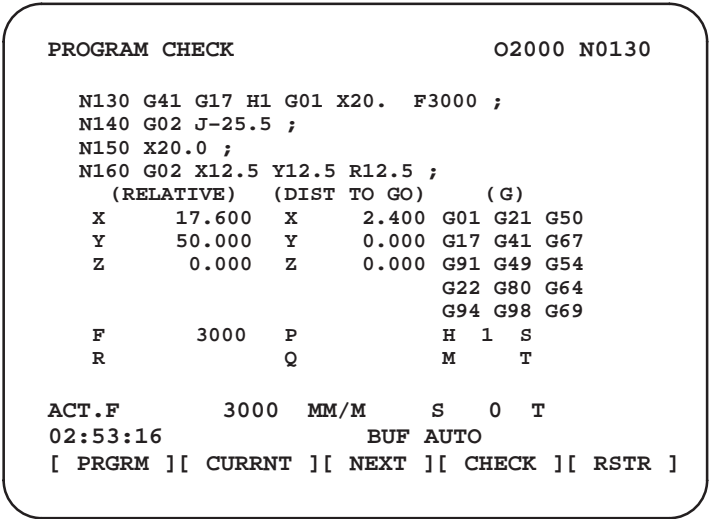 PROGRAM CHECK O2000 N0130
N130 G41 G17 H1 G01 X20. F3000 ;
N140 G02 J–25.5 ;
N150 X20.0 ;
N160 G02 X12.5 Y12.5 R12.5 ;
(RELATIVE) (DIST TO GO) (G)
X 17.600 X 2.400 G01 G21 G50
Y 50.000 Y 0.000 G17 G41 G67
Z 0.000 Z 0.000 G91 G49 G54
G22 G80 G64
G94 G98 G69
F 3000 P H 1 S
R Q M T
ACT.F 3000 MM/M S 0 T
02:53:16 BUF AUTO
[ PRGRM ][ CURRNT ][ NEXT ][ CHECK ][ RSTR ]